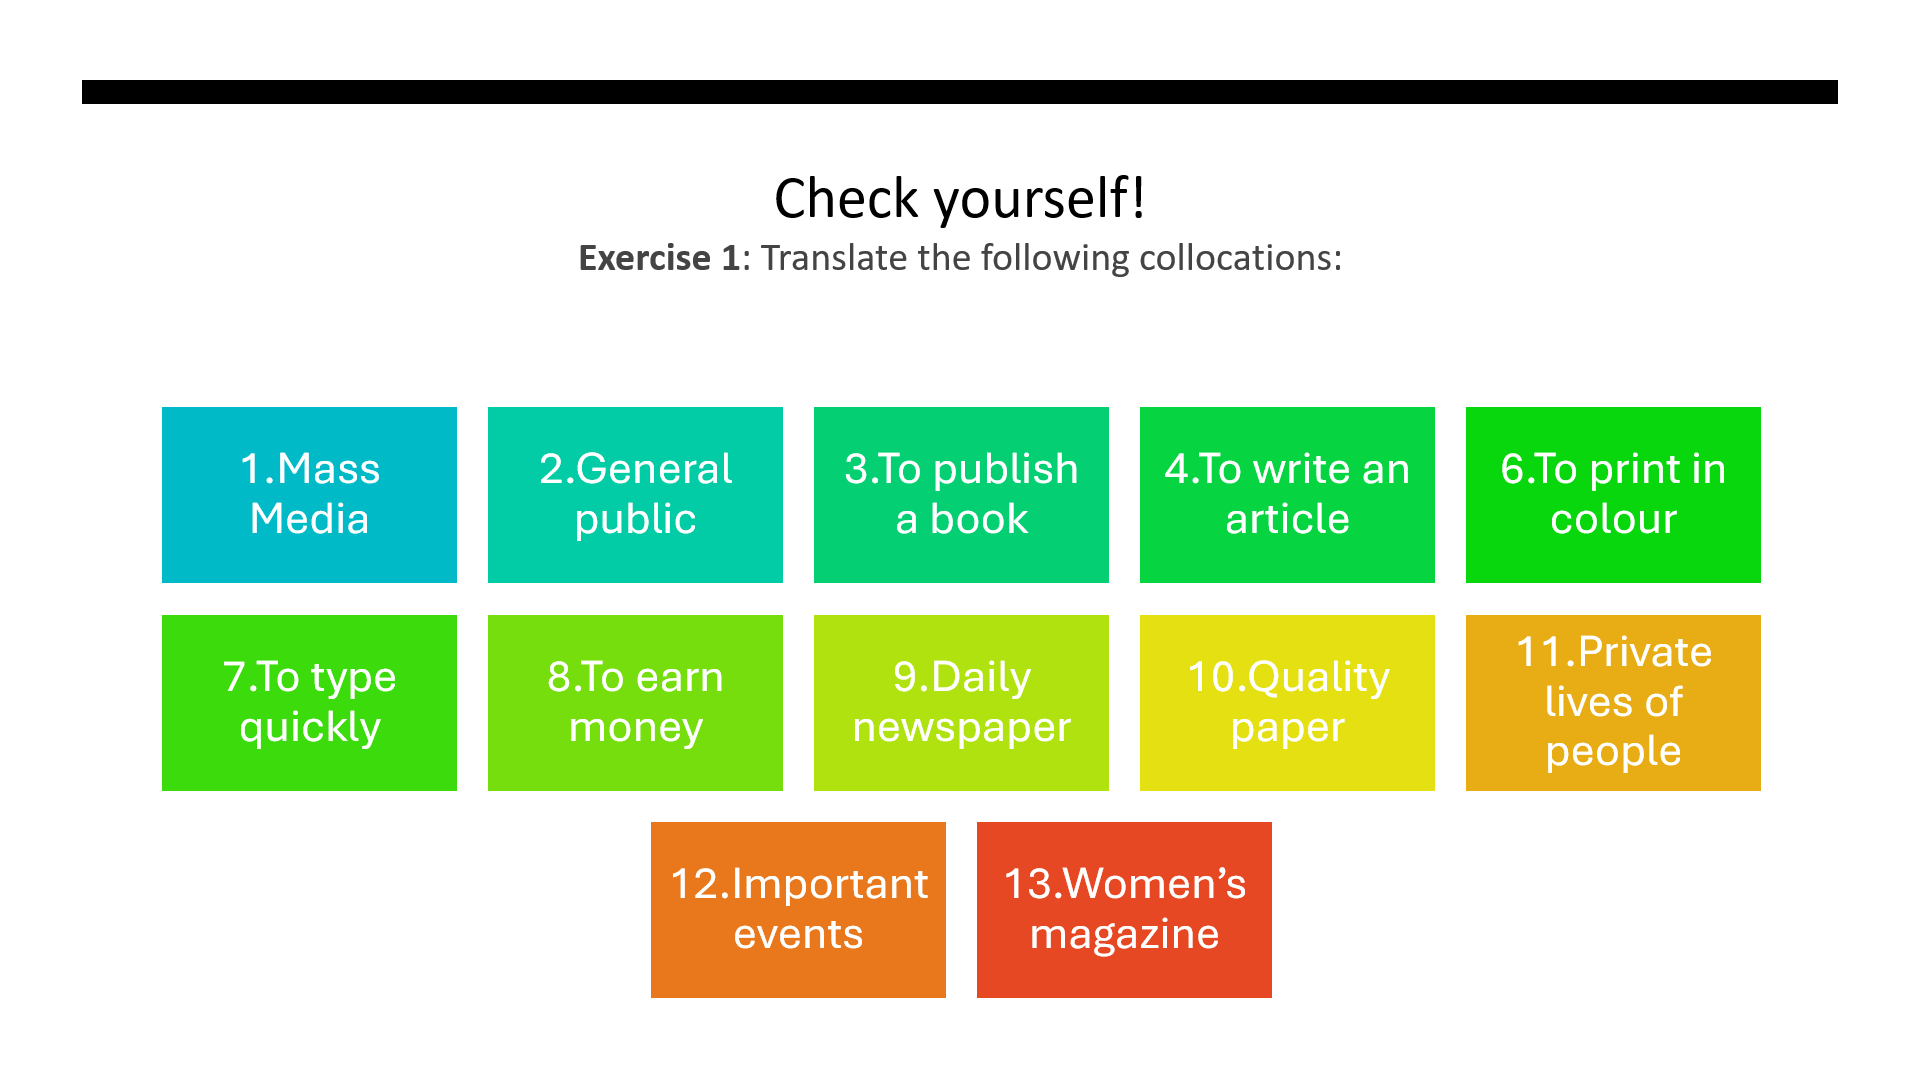 Check yourself!
Exercise 1: Translate the following collocations:
1.Mass
Media
2.General
public
3.To publish
a book
4.To write an
article
6.To print in
colour
7.To type
quickly
8.To earn
money
9.Daily
newspaper
10.Quality
paper
11.Private
lives of
people
12.Important
events
13.Women’s
magazine